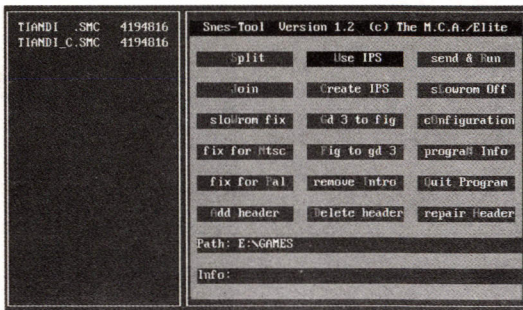 TIANDI .SMC 4194816
TIANDI_C.SMC 4194816
Snes-Tool Version 1.2 (c) The M.C.A./Elite
Split Use IPS send & Run
Join Create IPS slowrom Off
sloWrom fix Gd 3 to fig cOnfiguration
fix for Ntsc Fig to gd 3 prograM Info
fix for Pal remove Intro Quit Program
Add header Delete header repair Header
Path: E:\GAMES
Info: